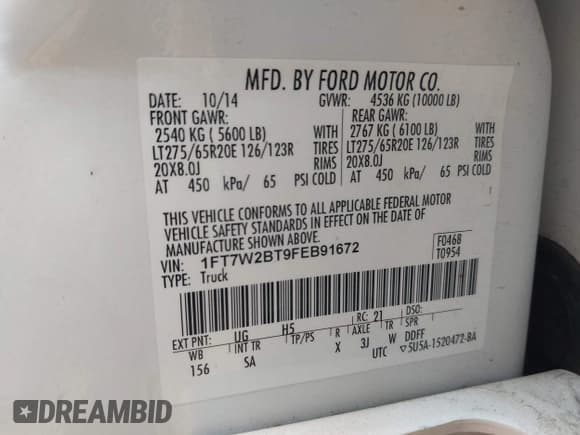 MFD. BY FORD MOTOR CO.
DATE: 10/14 GVWR: 4536 KG (10000 LB)
FRONT GAWR: REAR GAWR:
2540 KG ( 5600 LB) WITH 2767 KG ( 6100 LB) WITH
LT275/65R20E 126/123R TIRES LT275/65R20E 126/123R TIRES
20X8.0J RIMS 20X8.0J RIMS
AT 450 kPa/ 65 PSI COLD AT 450 kPa/ 65 PSI COLD
THIS VEHICLE CONFORMS TO ALL APPLICABLE FEDERAL MOTOR
VEHICLE SAFETY STANDARDS IN EFFECT ON THE DATE OF
MANUFACTURE SHOWN ABOVE.
VIN: 1FT7W2BT9FEB91672 F0468
TYPE: Truck T0954
EXT PNT: UG H5 RC: 21 DSO:
WB INT TR TP/PS R AXLE TR SPR
156 SA X 3J W DDFF
UTC ▽5U5A-1520472-BA
DREAMBID